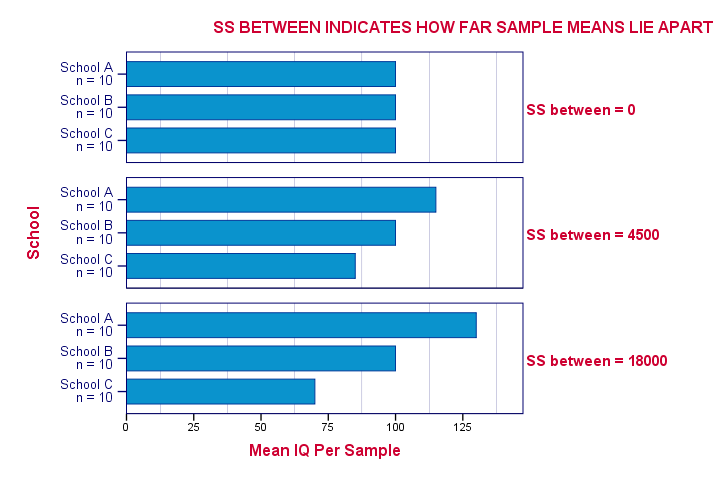 SS BETWEEN INDICATES HOW FAR SAMPLE MEANS LIE APART
School A
n = 10
School B
n = 10
School C
n = 10
SS between = 0
School
School A
n = 10
School B
n = 10
School C
n = 10
SS between = 4500
School A
n = 10
School B
n = 10
School C
n = 10
SS between = 18000
0 25 50 75 100 125
Mean IQ Per Sample